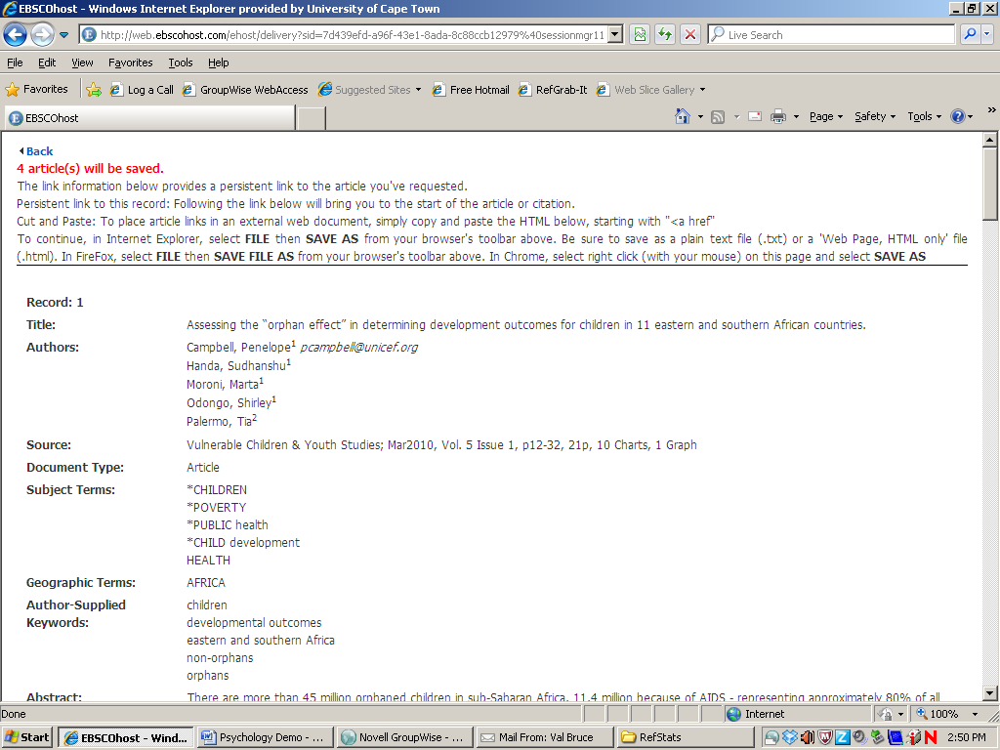 EBSCOhost - Windows Internet Explorer provided by University of Cape Town
http://web.ebscohost.com/ehost/delivery?sid=7d439efd-a96f-43e1-8ada-8c88ccb12979%40sessionmgr11
Live Search
File Edit View Favorites Tools Help
Favorites Log a Call GroupWise WebAccess Suggested Sites Free Hotmail RefGrab-It Web Slice Gallery
EBSCOhost Page Safety Tools »
Back
4 article(s) will be saved.
The link information below provides a persistent link to the article you've requested.
Persistent link to this record: Following the link below will bring you to the start of the article or citation.
Cut and Paste: To place article links in an external web document, simply copy and paste the HTML below, starting with "<a href"
To continue, in Internet Explorer, select FILE then SAVE AS from your browser's toolbar above. Be sure to save as a plain text file (.txt) or a 'Web Page, HTML only' file
(.html). In FireFox, select FILE then SAVE FILE AS from your browser's toolbar above. In Chrome, select right click (with your mouse) on this page and select SAVE AS
Record: 1
Title: Assessing the “orphan effect” in determining development outcomes for children in 11 eastern and southern African countries.
Authors: Campbell, Penelope1 pcampbell@unicef.org
Handa, Sudhanshu1
Moroni, Marta1
Odongo, Shirley1
Palermo, Tia2
Source: Vulnerable Children & Youth Studies; Mar2010, Vol. 5 Issue 1, p12-32, 21p, 10 Charts, 1 Graph
Document Type: Article
Subject Terms: *CHILDREN
*POVERTY
*PUBLIC health
*CHILD development
HEALTH
Geographic Terms: AFRICA
Author-Supplied children
Keywords: developmental outcomes
eastern and southern Africa
non-orphans
orphans
Abstract: There are more than 45 million orphaned children in sub-Saharan Africa, 11.4 million because of AIDS - representing approximately 80% of all
Done Internet 100%
Start EBSCOhost - Wind... Psychology Demo - ... Novell GroupWise - ... Mail From: Val Bruce RefStats 2:50 PM